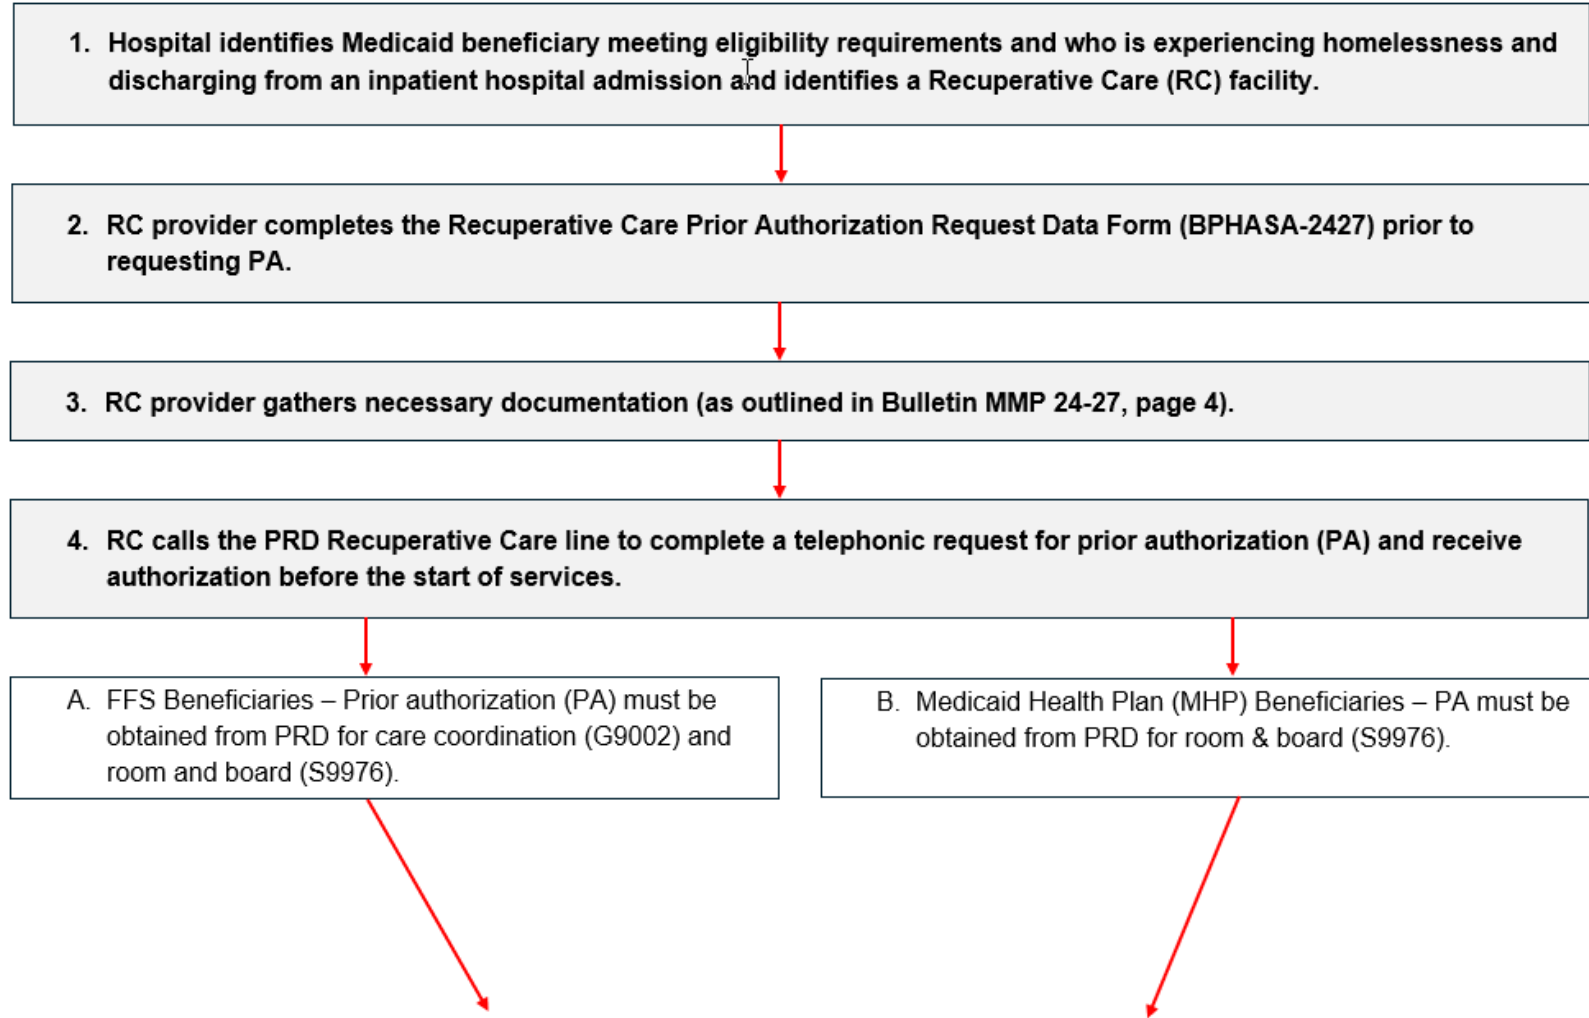 1. Hospital identifies Medicaid beneficiary meeting eligibility requirements and who is experiencing homelessness and
discharging from an inpatient hospital admission and identifies a Recuperative Care (RC) facility.
2. RC provider completes the Recuperative Care Prior Authorization Request Data Form (BPHASA-2427) prior to
requesting PA.
3. RC provider gathers necessary documentation (as outlined in Bulletin MMP 24-27, page 4).
4. RC calls the PRD Recuperative Care line to complete a telephonic request for prior authorization (PA) and receive
authorization before the start of services.
A. FFS Beneficiaries – Prior authorization (PA) must be
obtained from PRD for care coordination (G9002) and
room and board (S9976).
B. Medicaid Health Plan (MHP) Beneficiaries – PA must be
obtained from PRD for room & board (S9976).